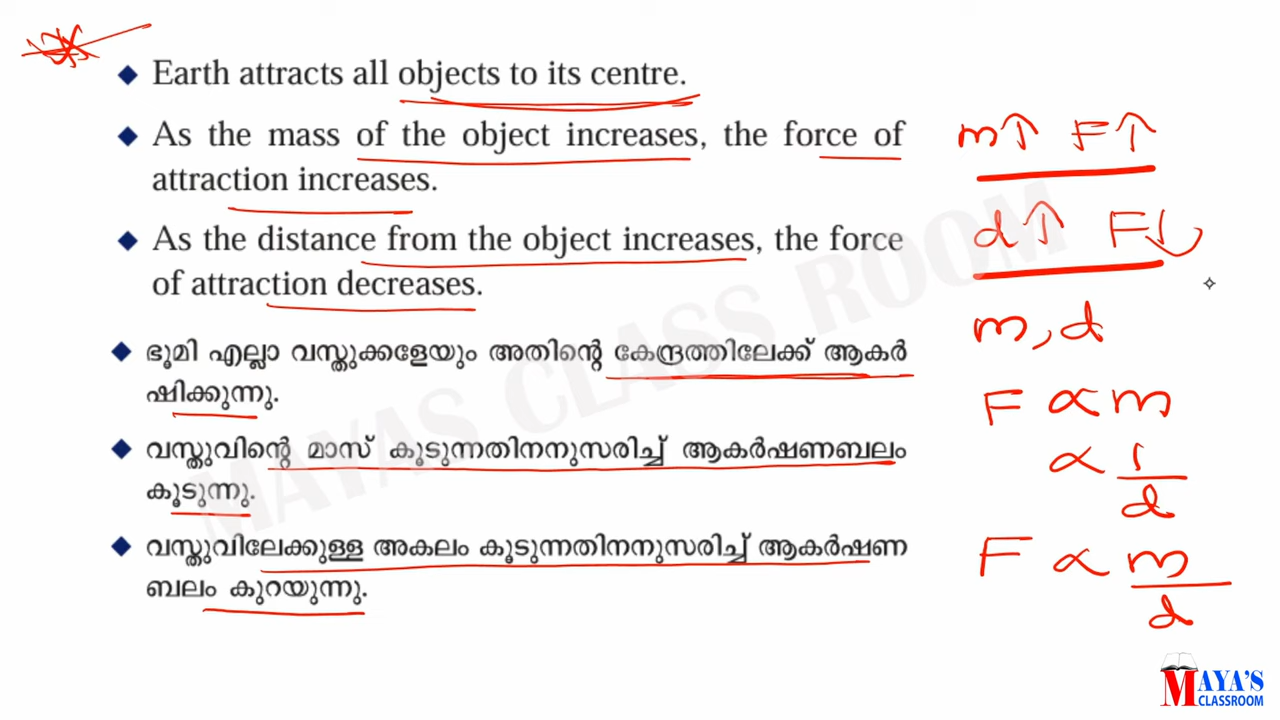 ◆ Earth attracts all objects to its centre.
◆ As the mass of the object increases, the force of
attraction increases.
◆ As the distance from the object increases, the force
of attraction decreases.
◆ ഭൂമി എല്ലാ വസ്തുക്കളേയും അതിന്റെ കേന്ദ്രത്തിലേക്ക് ആകർ
ഷിക്കുന്നു.
◆ വസ്തുവിന്റെ മാസ് കൂടുന്നതിനനുസരിച്ച് ആകർഷണബലം
കൂടുന്നു.
◆ വസ്തുവിലേക്കുള്ള അകലം കൂടുന്നതിനനുസരിച്ച് ആകർഷണ
ബലം കുറയുന്നു.
m↑ F↑
d↑ F↓
m, d
F ∝ m
∝ 1/d
F ∝ m/d
MAYAS CLASS ROOM
MAYA'S
CLASSROOM